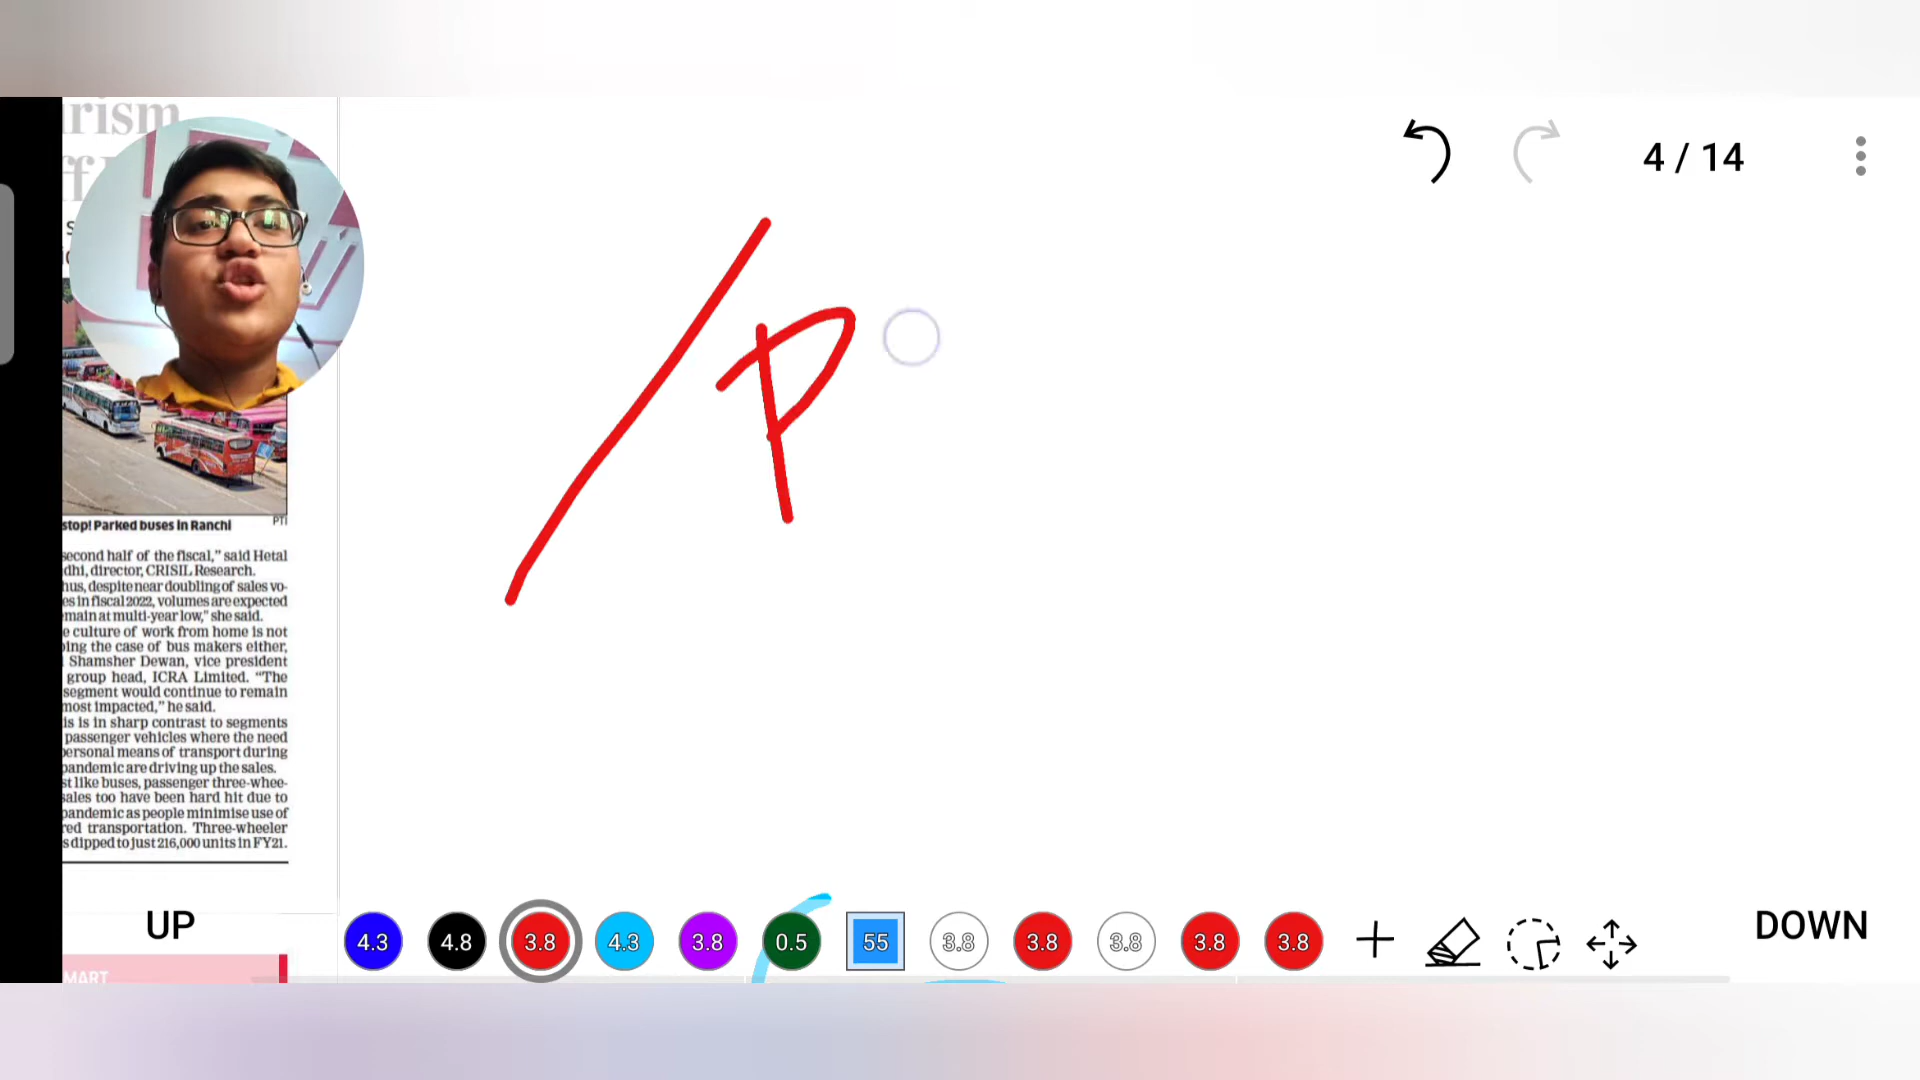 stop! Parked buses in Ranchi
PTI
second half of the fiscal,” said Hetal
dhi, director, CRISIL Research.
hus, despite near doubling of sales vo-
es in fiscal 2022, volumes are expected
emain at multi-year low,” she said.
e culture of work from home is not
ping the case of bus makers either,
Shamsher Dewan, vice president
group head, ICRA Limited. “The
segment would continue to remain
most impacted,” he said.
is is in sharp contrast to segments
passenger vehicles where the need
personal means of transport during
pandemic are driving up the sales.
st like buses, passenger three-whee-
sales too have been hard hit due to
pandemic as people minimise use of
red transportation. Three-wheeler
s dipped to just 216,000 units in FY21.
P
4 / 14
UP
4.3 4.8 3.8 4.3 3.8 0.5 55 3.8 3.8 3.8 3.8 3.8
DOWN
MART